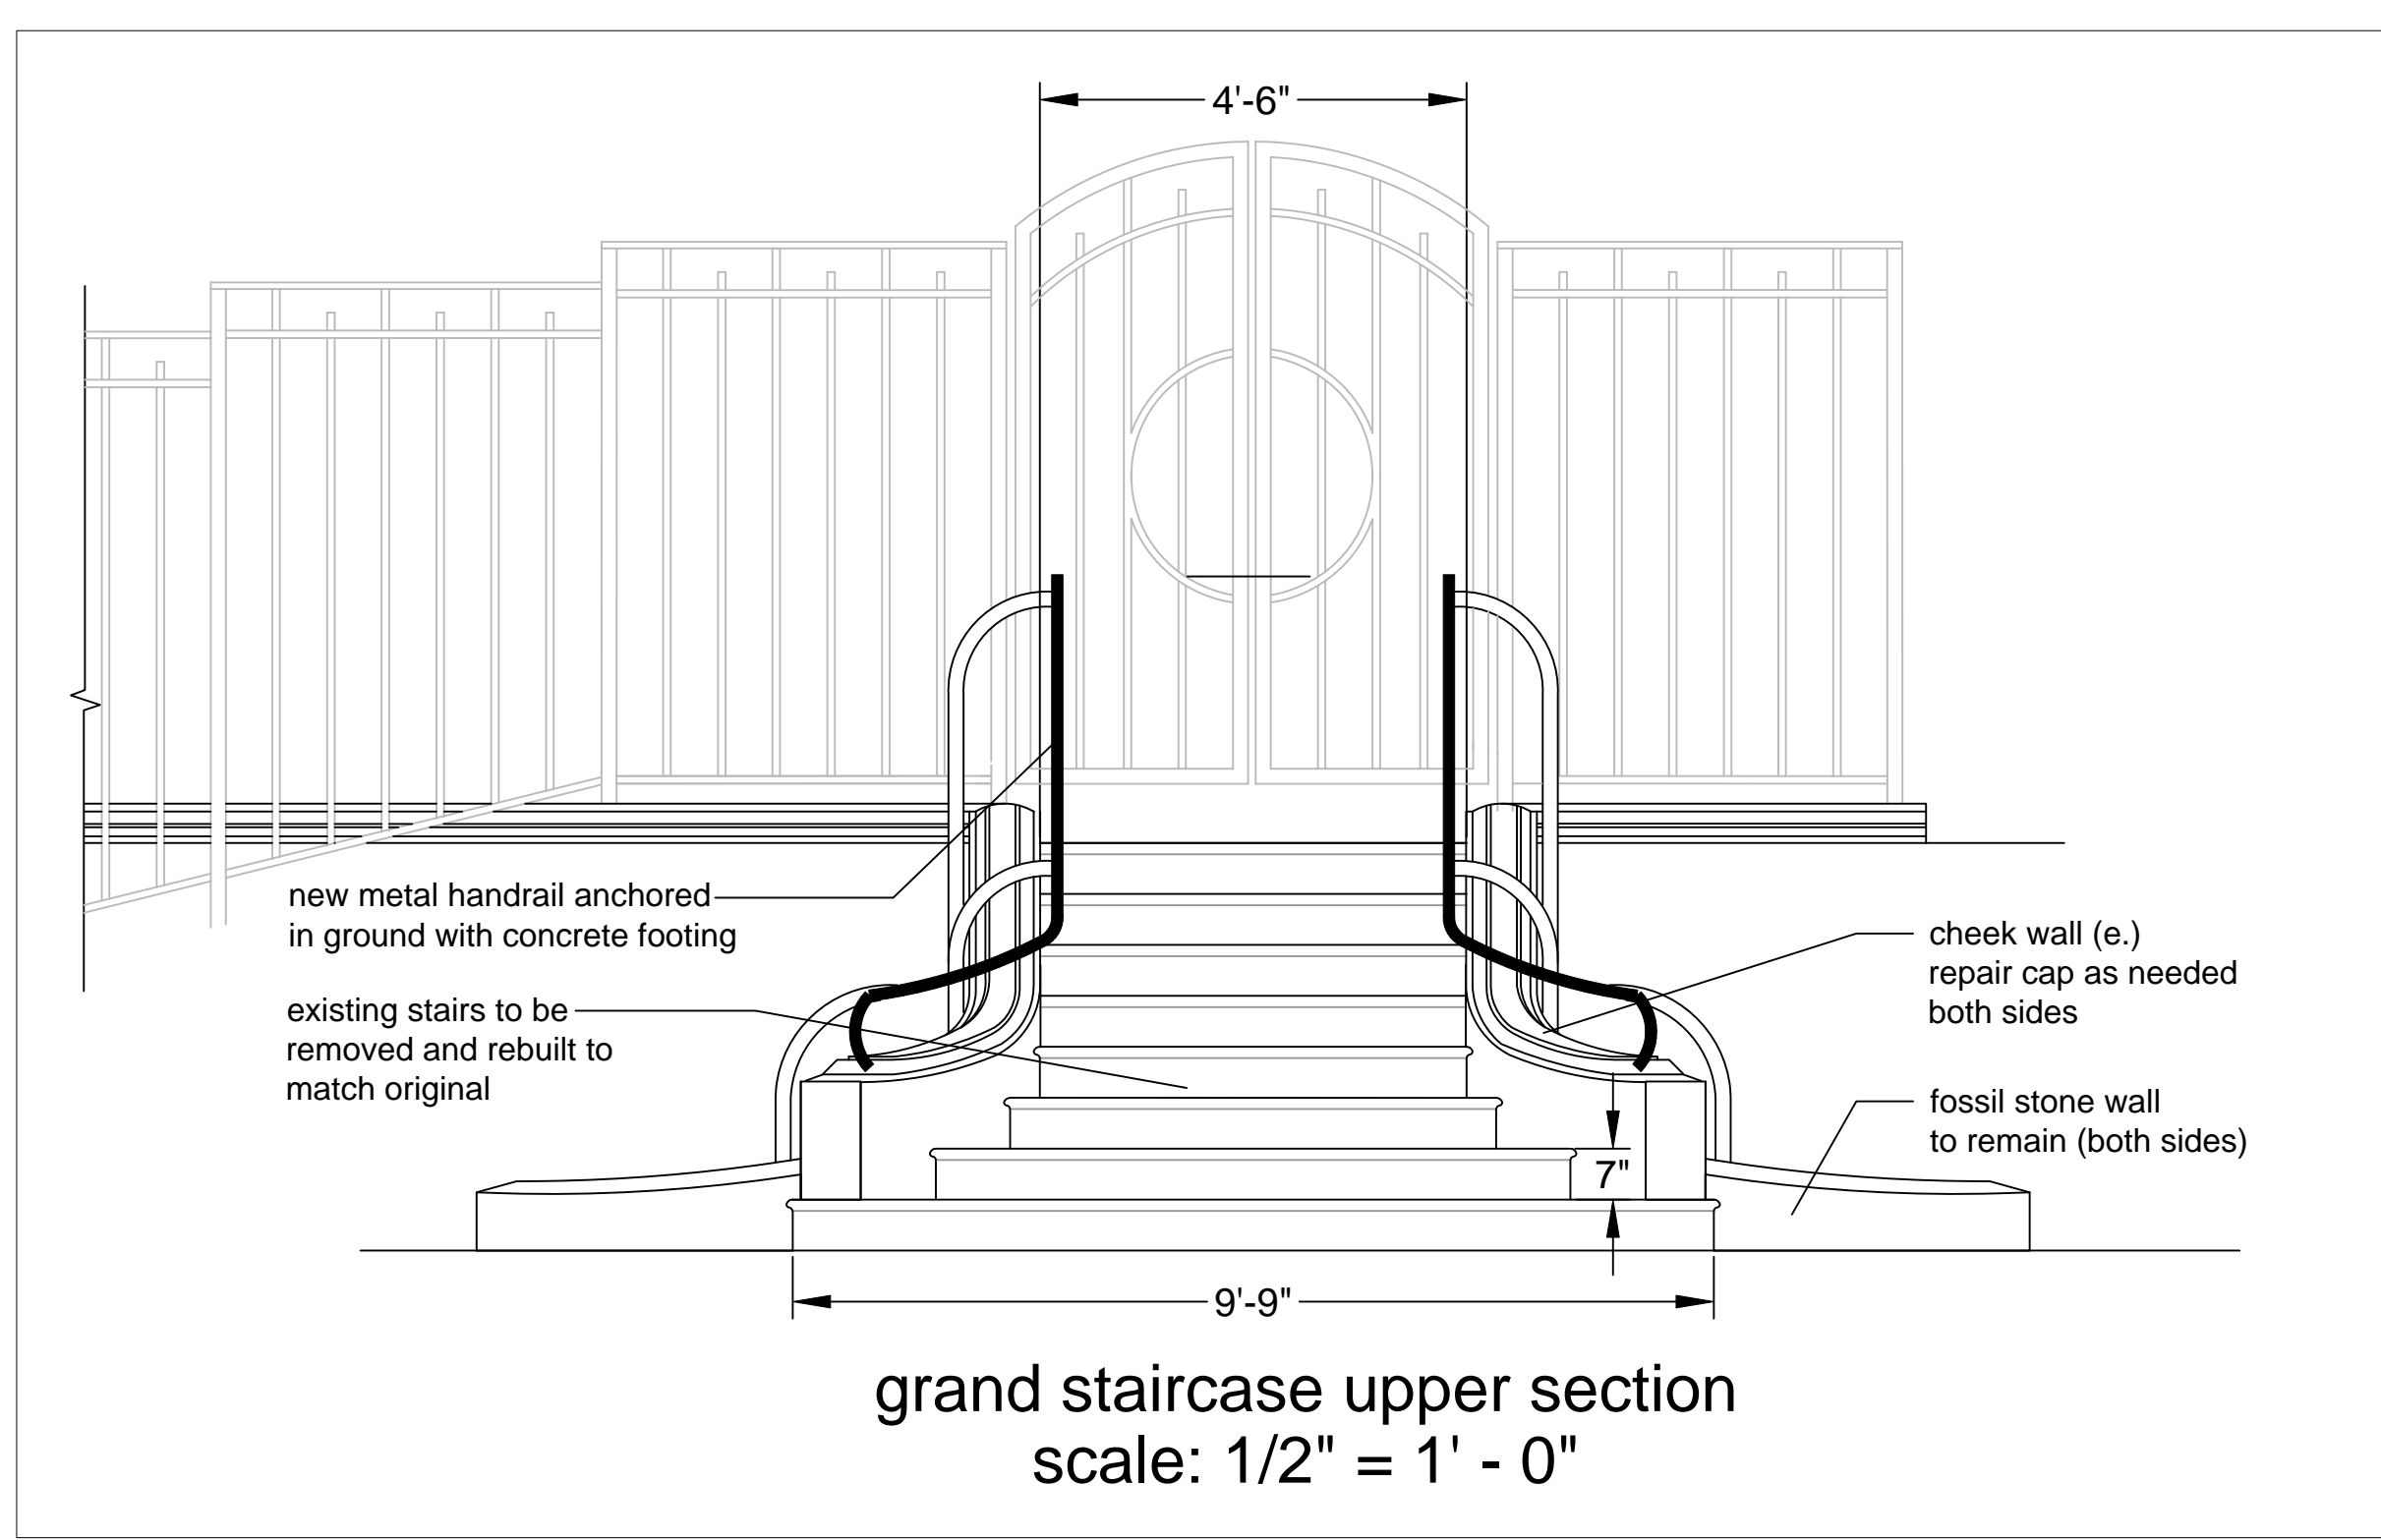 4'-6"
new metal handrail anchored
in ground with concrete footing
existing stairs to be
removed and rebuilt to
match original
cheek wall (e.)
repair cap as needed
both sides
fossil stone wall
to remain (both sides)
7"
9'-9"
grand staircase upper section
scale: 1/2" = 1' - 0"